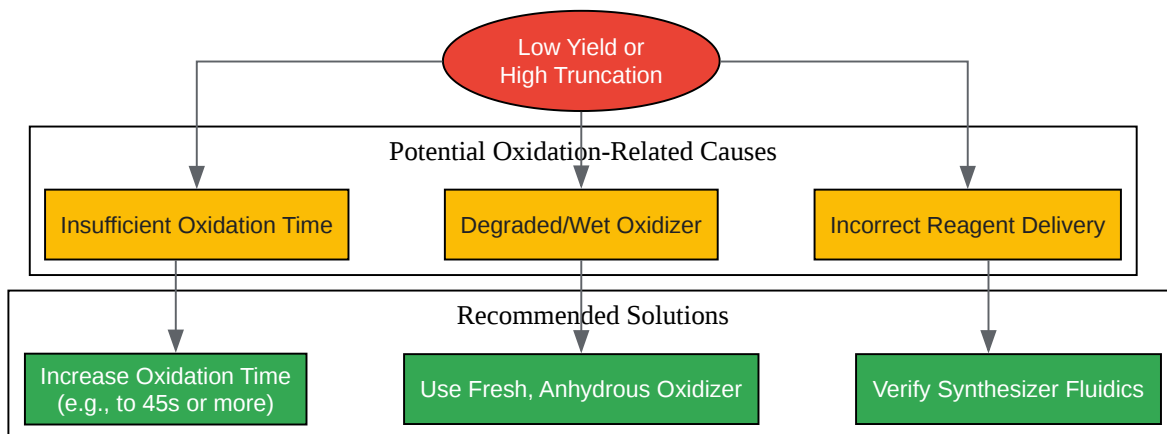 Low Yield or
High Truncation
Potential Oxidation-Related Causes
Insufficient Oxidation Time
Degraded/Wet Oxidizer
Incorrect Reagent Delivery
Recommended Solutions
Increase Oxidation Time
(e.g., to 45s or more)
Use Fresh, Anhydrous Oxidizer
Verify Synthesizer Fluidics